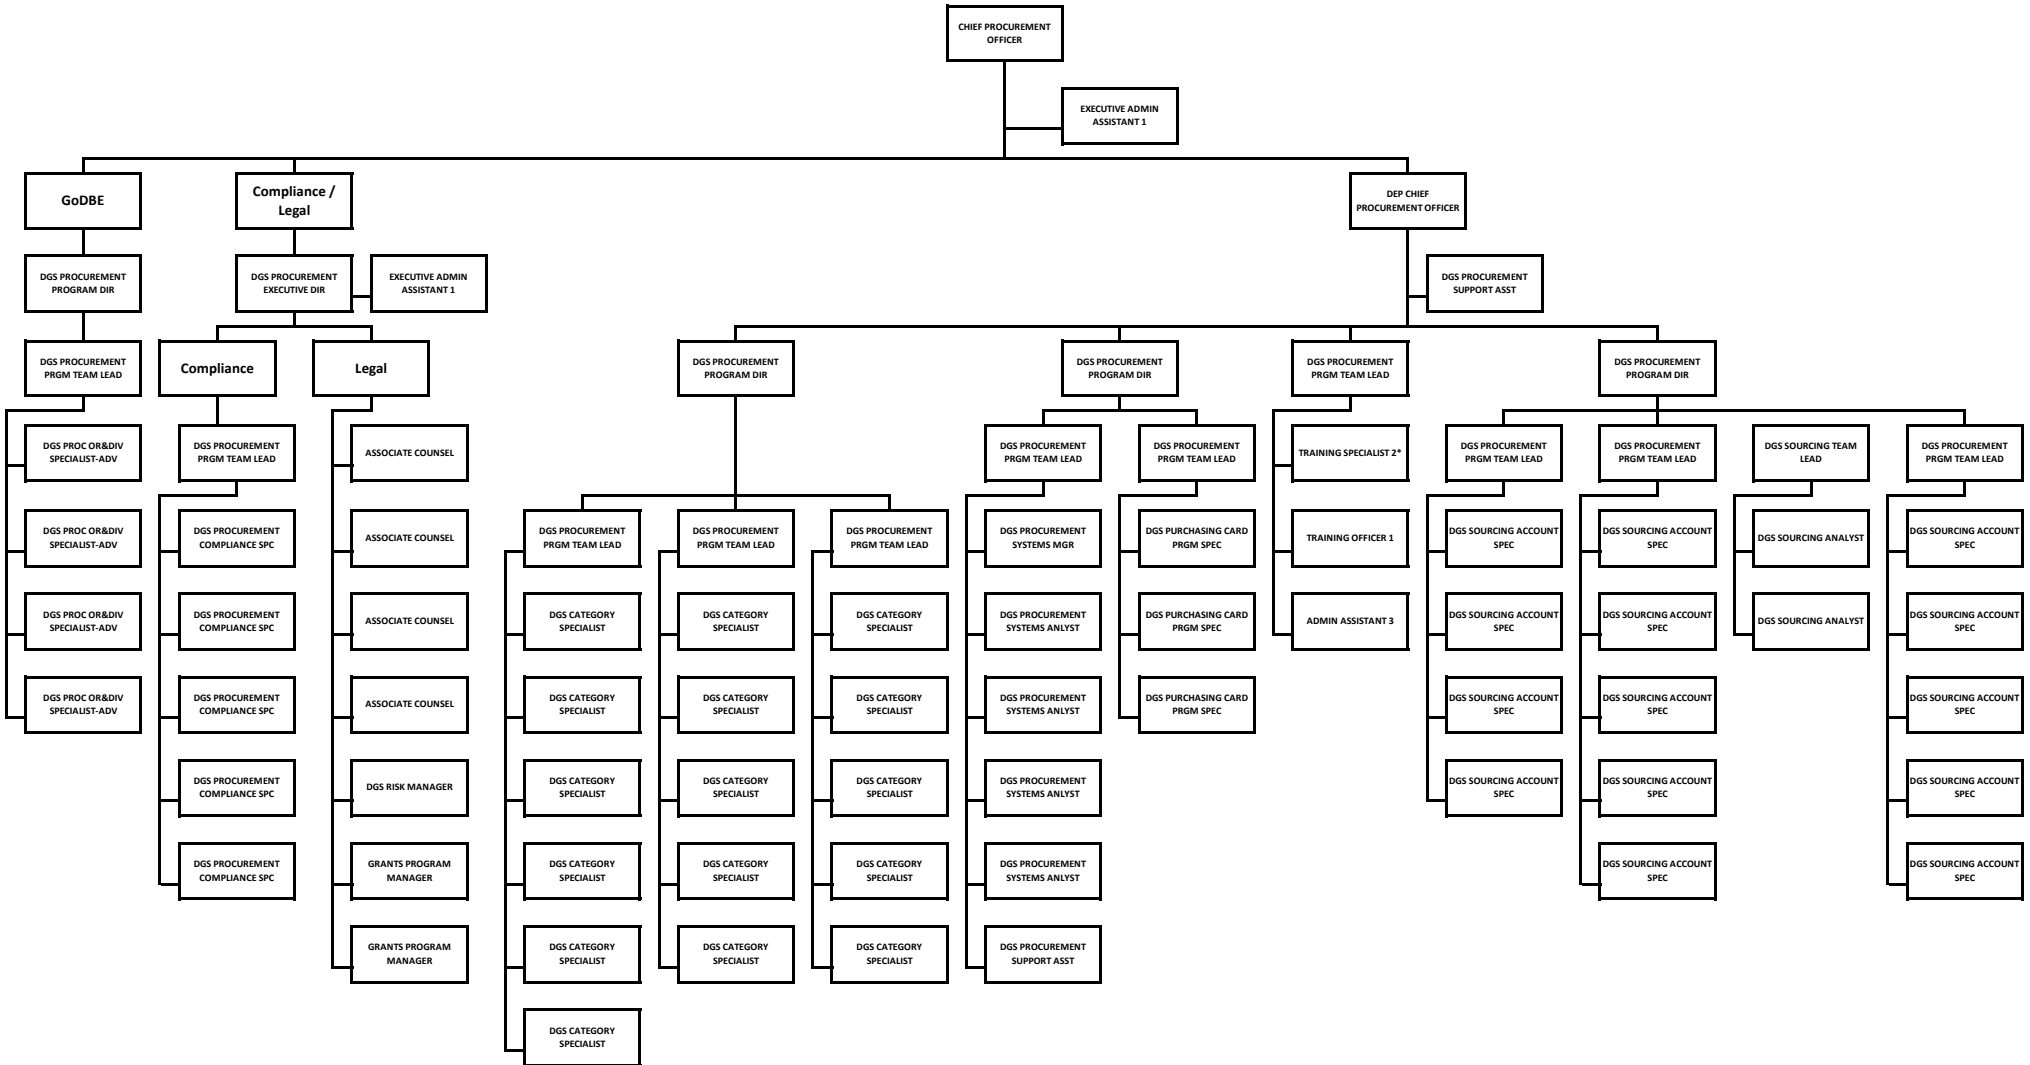 CHIEF PROCUREMENT
OFFICER
EXECUTIVE ADMIN
ASSISTANT 1
GoDBE
Compliance /
Legal
DEP CHIEF
PROCUREMENT OFFICER
DGS PROCUREMENT
PROGRAM DIR
DGS PROCUREMENT
EXECUTIVE DIR
EXECUTIVE ADMIN
ASSISTANT 1
DGS PROCUREMENT
SUPPORT ASST
DGS PROCUREMENT
PRGM TEAM LEAD
Compliance
Legal
DGS PROCUREMENT
PROGRAM DIR
DGS PROCUREMENT
PROGRAM DIR
DGS PROCUREMENT
PRGM TEAM LEAD
DGS PROCUREMENT
PROGRAM DIR
DGS PROC OR&DIV
SPECIALIST-ADV
DGS PROCUREMENT
PRGM TEAM LEAD
ASSOCIATE COUNSEL
DGS PROCUREMENT
PRGM TEAM LEAD
DGS PROCUREMENT
PRGM TEAM LEAD
TRAINING SPECIALIST 2*
DGS PROCUREMENT
PRGM TEAM LEAD
DGS PROCUREMENT
PRGM TEAM LEAD
DGS SOURCING TEAM
LEAD
DGS PROCUREMENT
PRGM TEAM LEAD
DGS PROC OR&DIV
SPECIALIST-ADV
DGS PROCUREMENT
COMPLIANCE SPC
ASSOCIATE COUNSEL
DGS PROCUREMENT
PRGM TEAM LEAD
DGS PROCUREMENT
PRGM TEAM LEAD
DGS PROCUREMENT
PRGM TEAM LEAD
DGS PROCUREMENT
SYSTEMS MGR
DGS PURCHASING CARD
PRGM SPEC
TRAINING OFFICER 1
DGS SOURCING ACCOUNT
SPEC
DGS SOURCING ACCOUNT
SPEC
DGS SOURCING ANALYST
DGS SOURCING ACCOUNT
SPEC
DGS PROC OR&DIV
SPECIALIST-ADV
DGS PROCUREMENT
COMPLIANCE SPC
ASSOCIATE COUNSEL
DGS CATEGORY
SPECIALIST
DGS CATEGORY
SPECIALIST
DGS CATEGORY
SPECIALIST
DGS PROCUREMENT
SYSTEMS ANLYST
DGS PURCHASING CARD
PRGM SPEC
ADMIN ASSISTANT 3
DGS SOURCING ACCOUNT
SPEC
DGS SOURCING ACCOUNT
SPEC
DGS SOURCING ANALYST
DGS SOURCING ACCOUNT
SPEC
DGS PROC OR&DIV
SPECIALIST-ADV
DGS PROCUREMENT
COMPLIANCE SPC
ASSOCIATE COUNSEL
DGS CATEGORY
SPECIALIST
DGS CATEGORY
SPECIALIST
DGS CATEGORY
SPECIALIST
DGS PROCUREMENT
SYSTEMS ANLYST
DGS PURCHASING CARD
PRGM SPEC
DGS SOURCING ACCOUNT
SPEC
DGS SOURCING ACCOUNT
SPEC
DGS SOURCING ACCOUNT
SPEC
DGS PROCUREMENT
COMPLIANCE SPC
DGS RISK MANAGER
DGS CATEGORY
SPECIALIST
DGS CATEGORY
SPECIALIST
DGS CATEGORY
SPECIALIST
DGS PROCUREMENT
SYSTEMS ANLYST
DGS SOURCING ACCOUNT
SPEC
DGS SOURCING ACCOUNT
SPEC
DGS SOURCING ACCOUNT
SPEC
DGS PROCUREMENT
COMPLIANCE SPC
GRANTS PROGRAM
MANAGER
DGS CATEGORY
SPECIALIST
DGS CATEGORY
SPECIALIST
DGS CATEGORY
SPECIALIST
DGS PROCUREMENT
SYSTEMS ANLYST
DGS SOURCING ACCOUNT
SPEC
DGS SOURCING ACCOUNT
SPEC
GRANTS PROGRAM
MANAGER
DGS CATEGORY
SPECIALIST
DGS CATEGORY
SPECIALIST
DGS CATEGORY
SPECIALIST
DGS PROCUREMENT
SUPPORT ASST
DGS CATEGORY
SPECIALIST